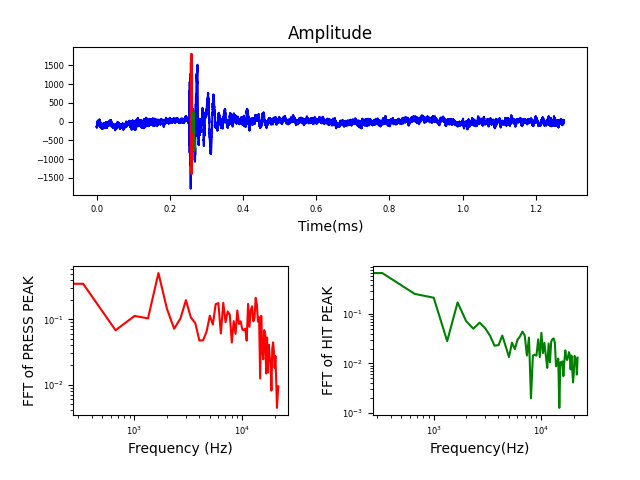 Amplitude
1500
1000
500
0
−500
−1000
−1500
0.0 0.2 0.4 0.6 0.8 1.0 1.2
Time(ms)
FFT of PRESS PEAK
10⁻¹
10⁻²
10³ 10⁴
Frequency (Hz)
FFT of HIT PEAK
10⁻¹
10⁻²
10⁻³
10³ 10⁴
Frequency(Hz)